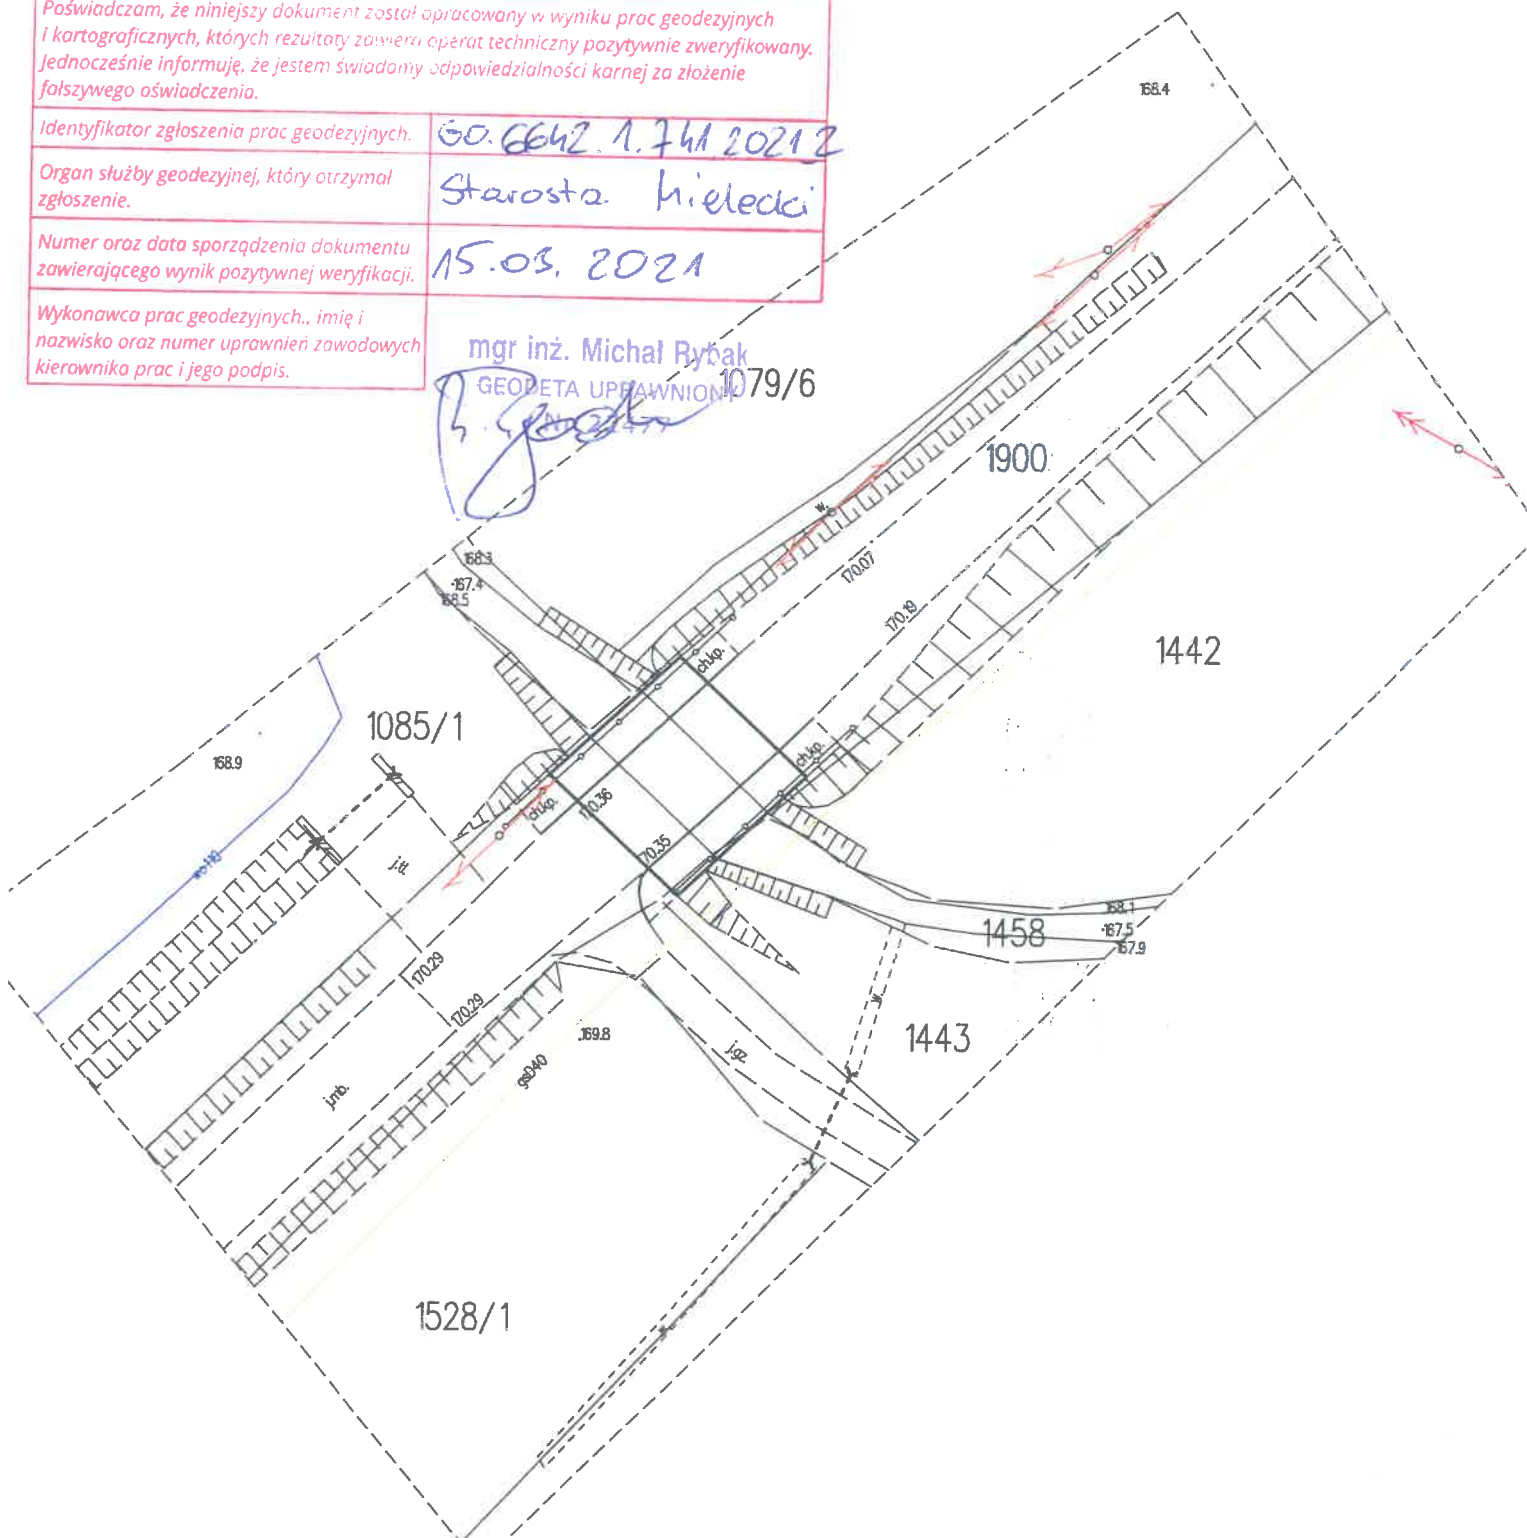 Poświadczam, że niniejszy dokument został opracowany w wyniku prac geodezyjnych
i kartograficznych, których rezultaty zawiera operat techniczny pozytywnie zweryfikowany.
Jednocześnie informuję, że jestem świadomy odpowiedzialności karnej za złożenie
fałszywego oświadczenia.
Identyfikator zgłoszenia prac geodezyjnych.
GO.6642.1.741.2021 2
Organ służby geodezyjnej, który otrzymał
zgłoszenie.
Starosta Mielecki
Numer oraz data sporządzenia dokumentu
zawierającego wynik pozytywnej weryfikacji.
15.03.2021
Wykonawca prac geodezyjnych., imię i
nazwisko oraz numer uprawnień zawodowych
kierownika prac i jego podpis.
mgr inż. Michał Rybak
GEODETA UPRAWNIONY
1079/6
168.4
1900
w.
170.07
170.19
168.3
167.4
168.5
1442
1085/1
168.9
ch.kp.
ch.kp.
ch.kp.
170.36
70.35
j.tł.
1458
168.1
167.5
167.9
170.29
170.29
169.8
gsD40
j.mb.
j.gz.
w.
1443
1528/1